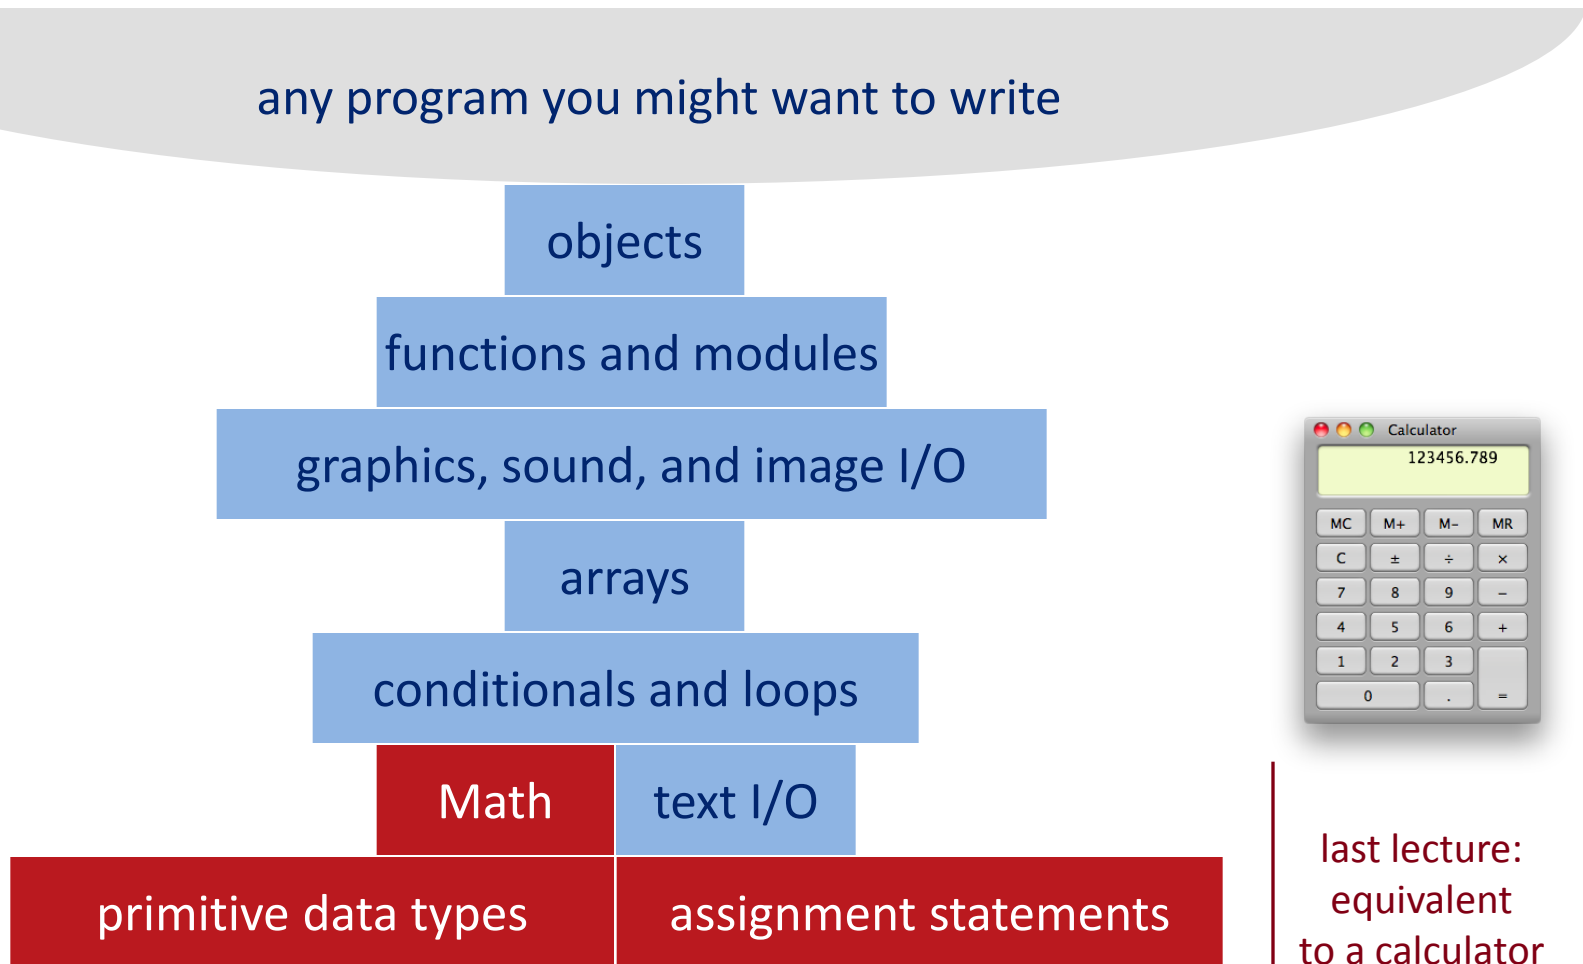 any program you might want to write
objects
functions and modules
graphics, sound, and image I/O
arrays
conditionals and loops
Math text I/O
primitive data types assignment statements
Calculator
123456.789
MC M+ M- MR
C ± ÷ ×
7 8 9 −
4 5 6 +
1 2 3
0 . =
last lecture:
equivalent
to a calculator